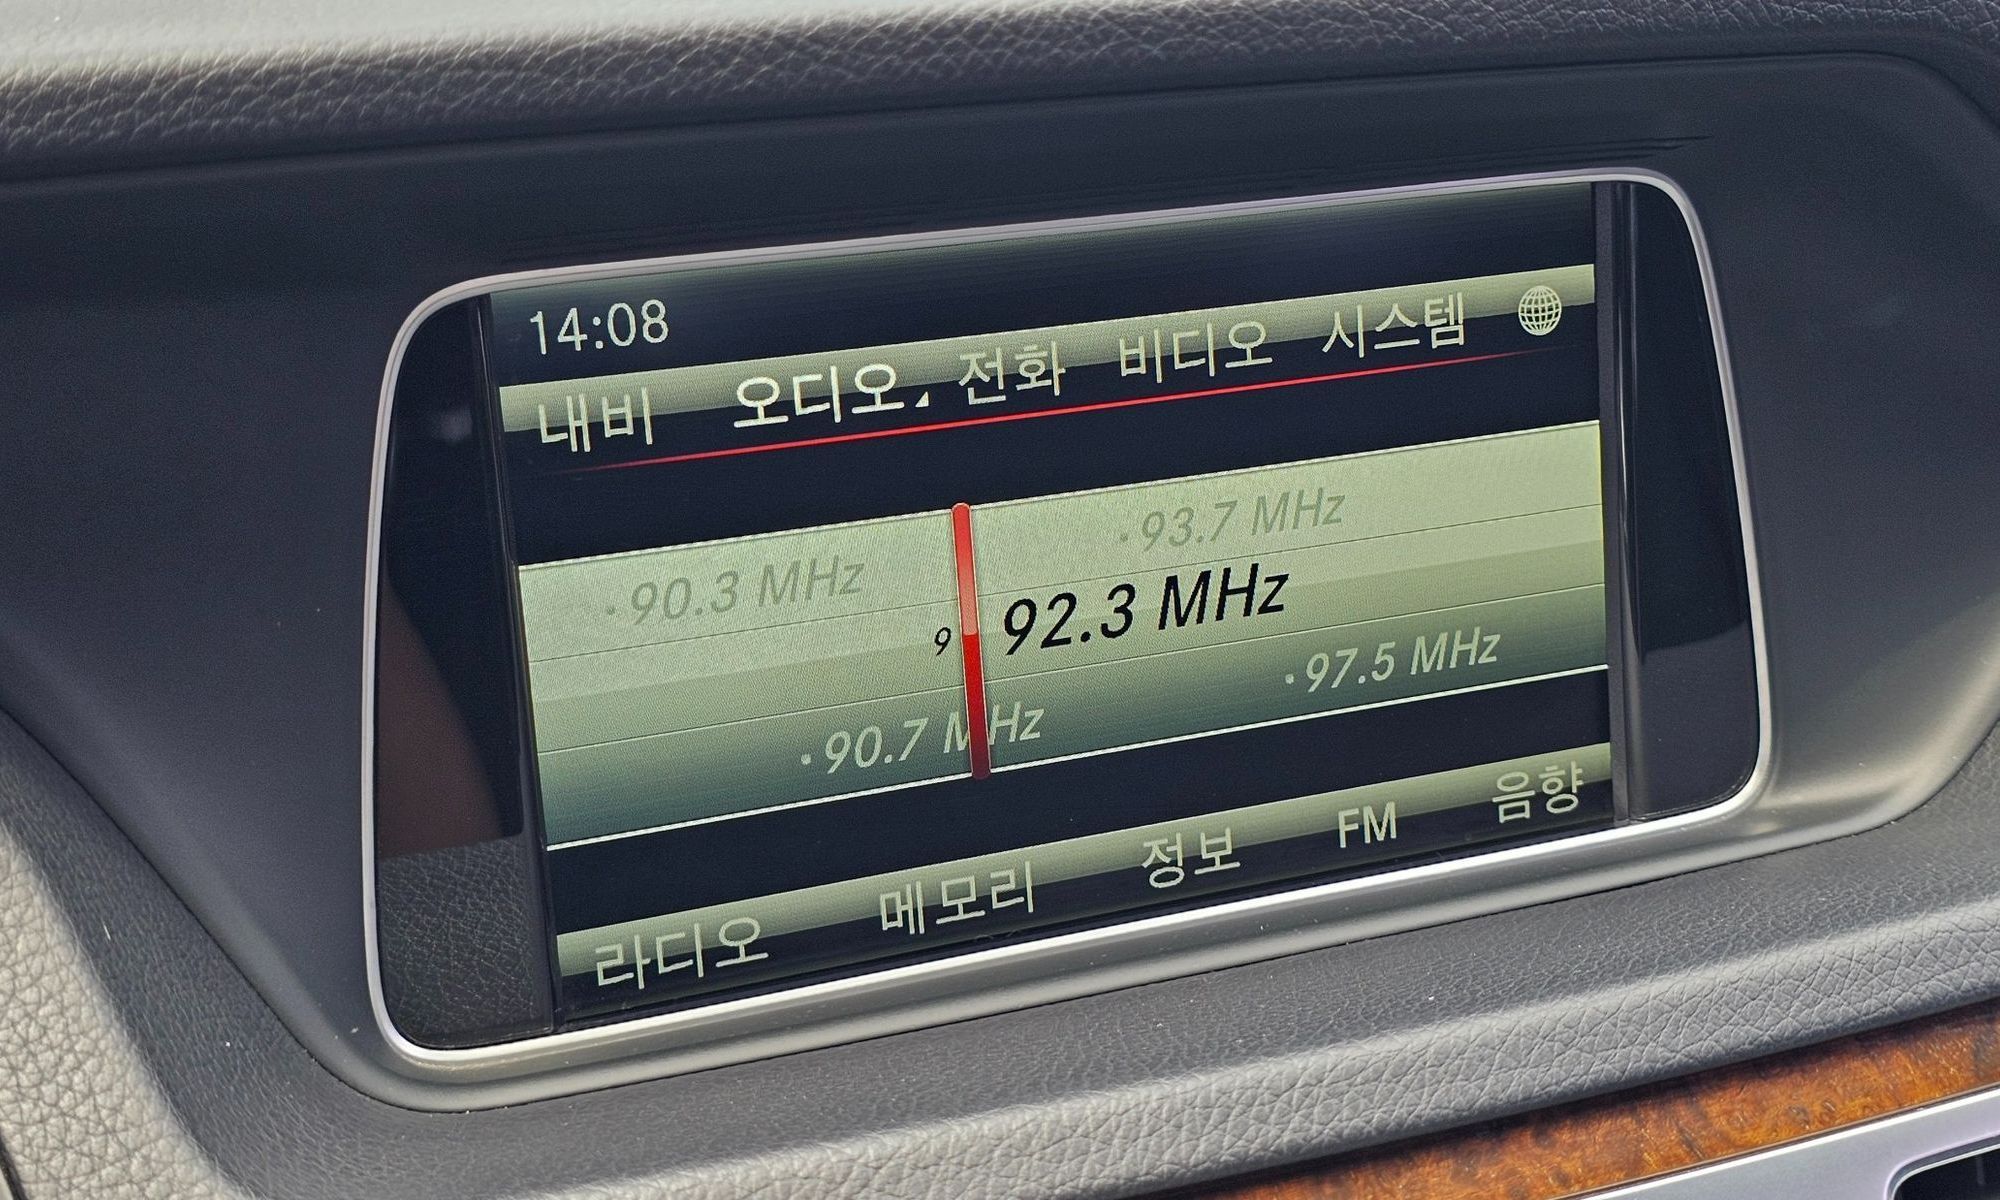 14:08
내비 오디오 전화 비디오 시스템
·93.7 MHz
·90.3 MHz
9 92.3 MHz
·97.5 MHz
·90.7 MHz
라디오 메모리 정보 FM 음향